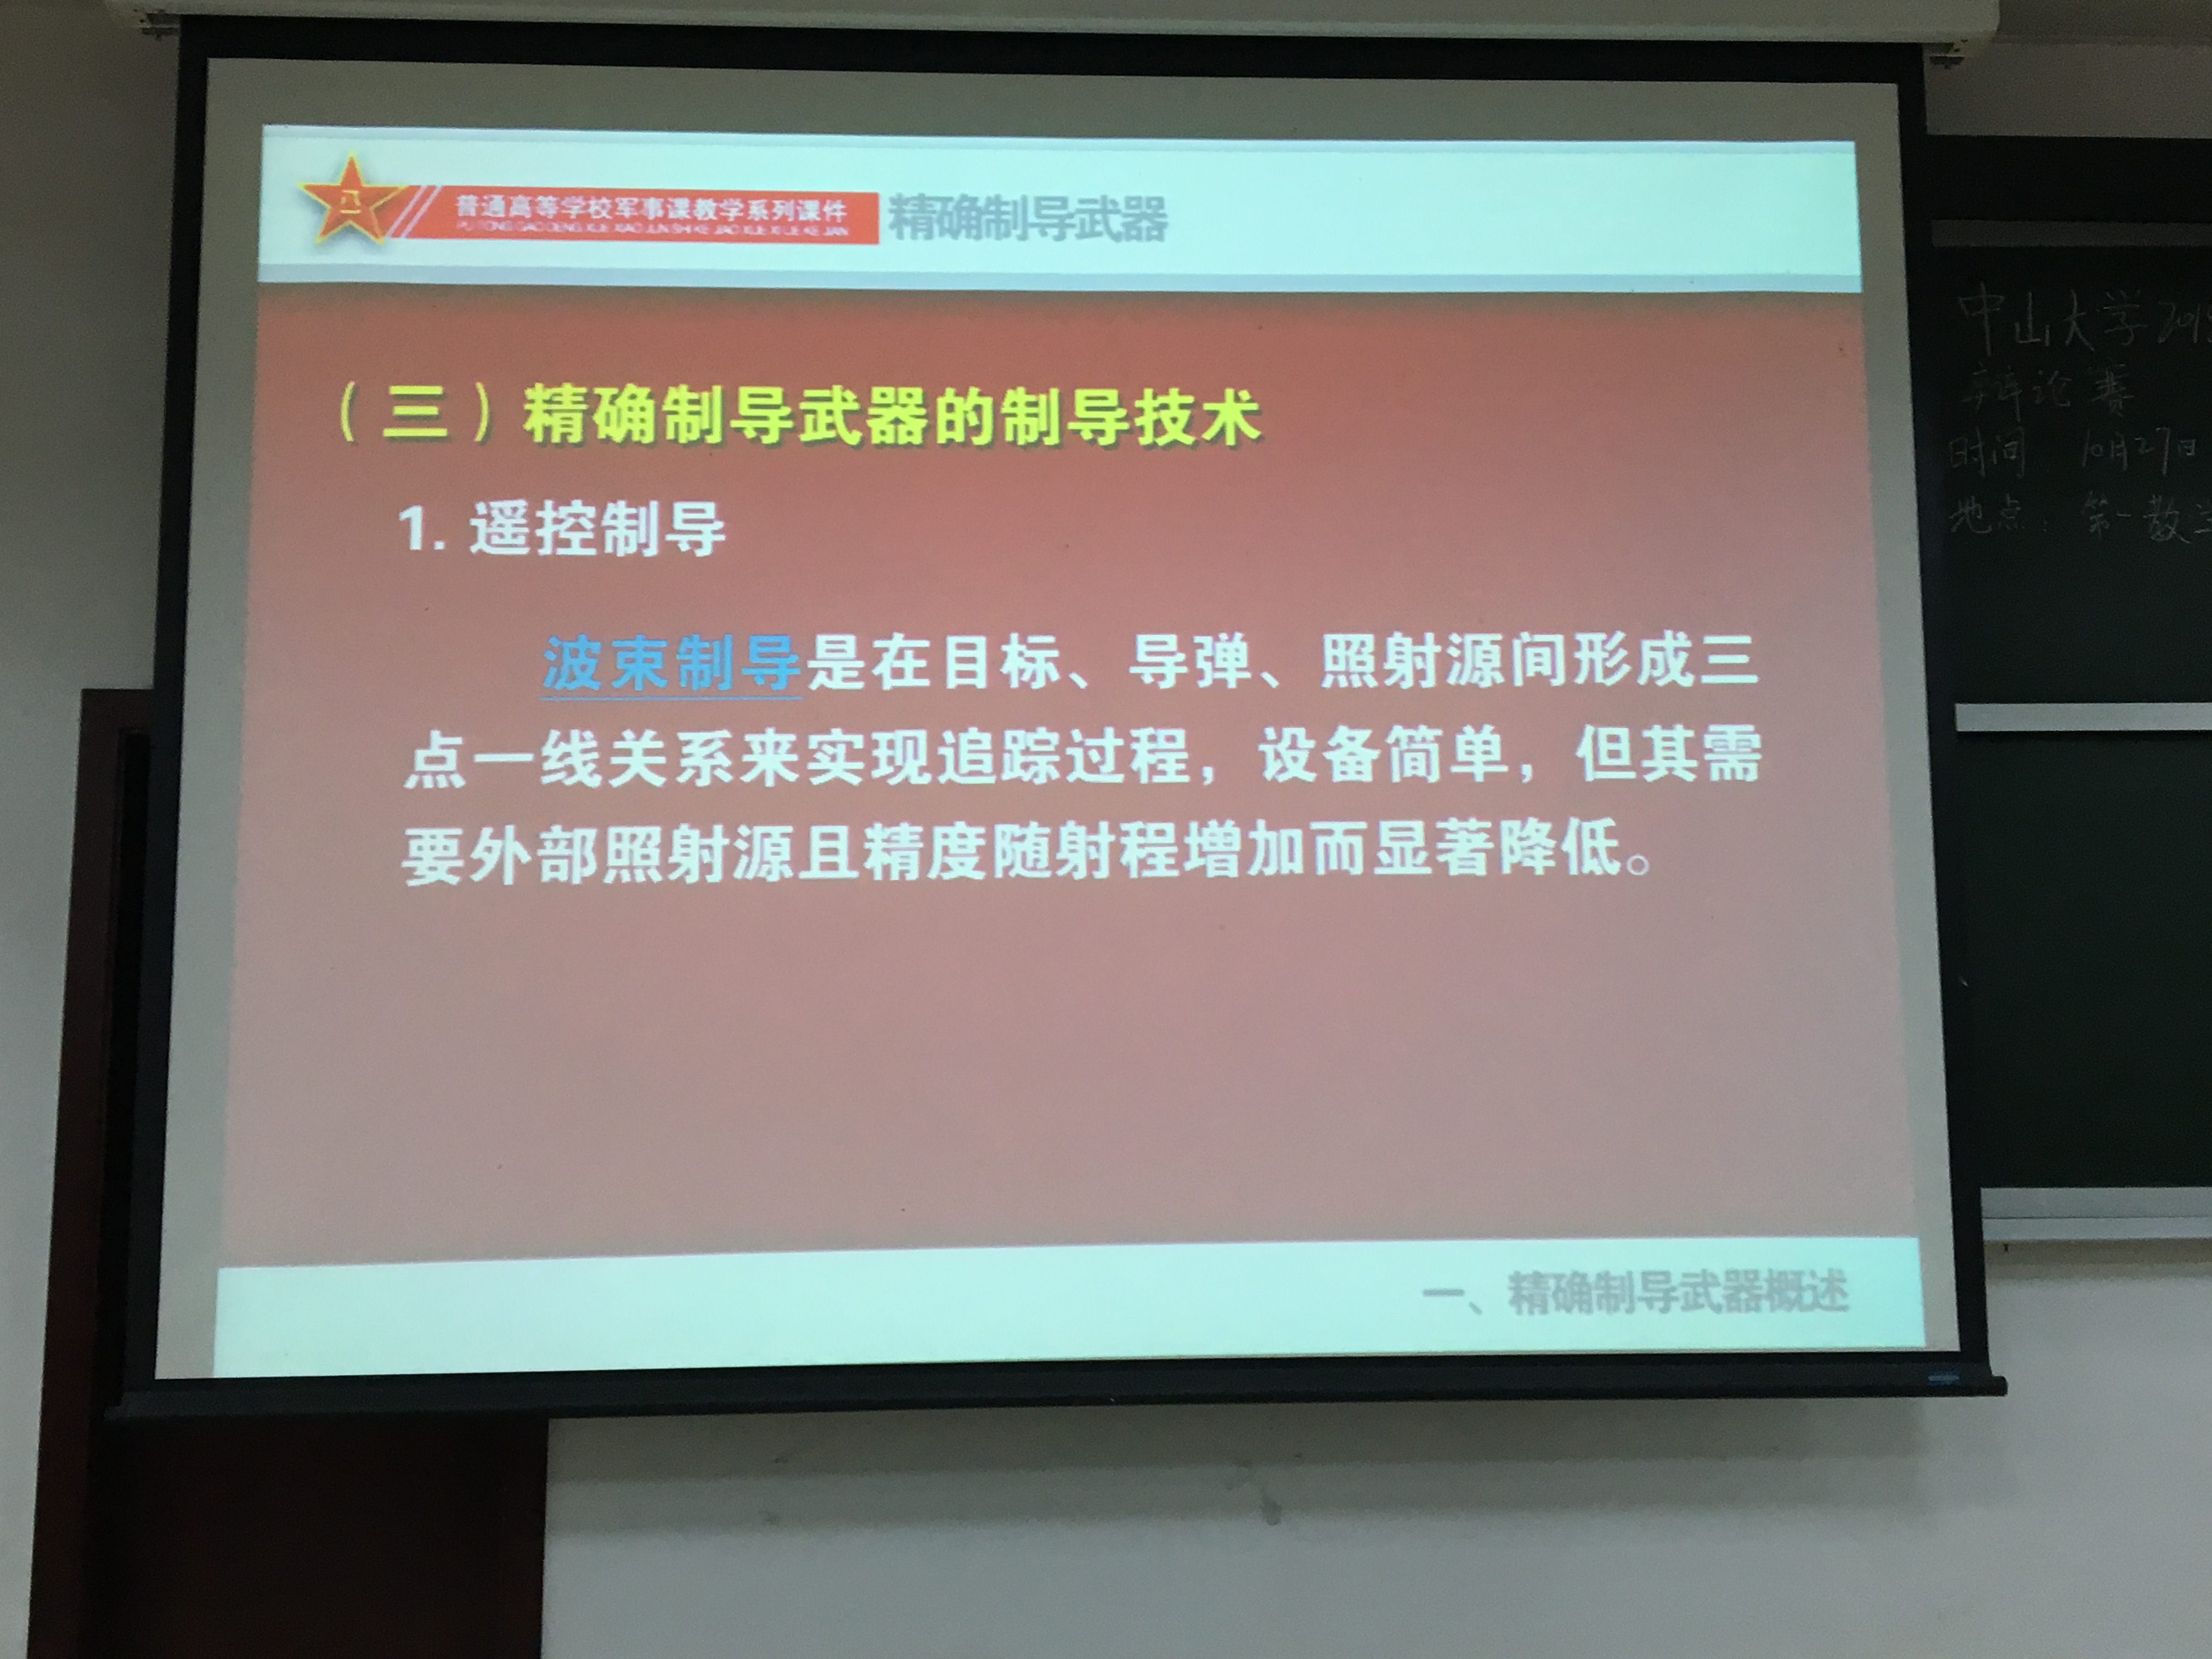 普通高等学校军事课教学系列课件
PU TONG GAO DENG XUE XIAO JUN SHI KE JIAO XUE XI LIE KE JIAN
精确制导武器
（三）精确制导武器的制导技术
1. 遥控制导
波束制导是在目标、导弹、照射源间形成三
点一线关系来实现追踪过程，设备简单，但其需
要外部照射源且精度随射程增加而显著降低。
一、精确制导武器概述
中山大学201
辩论赛
时间 10月27日
地点：第一教学